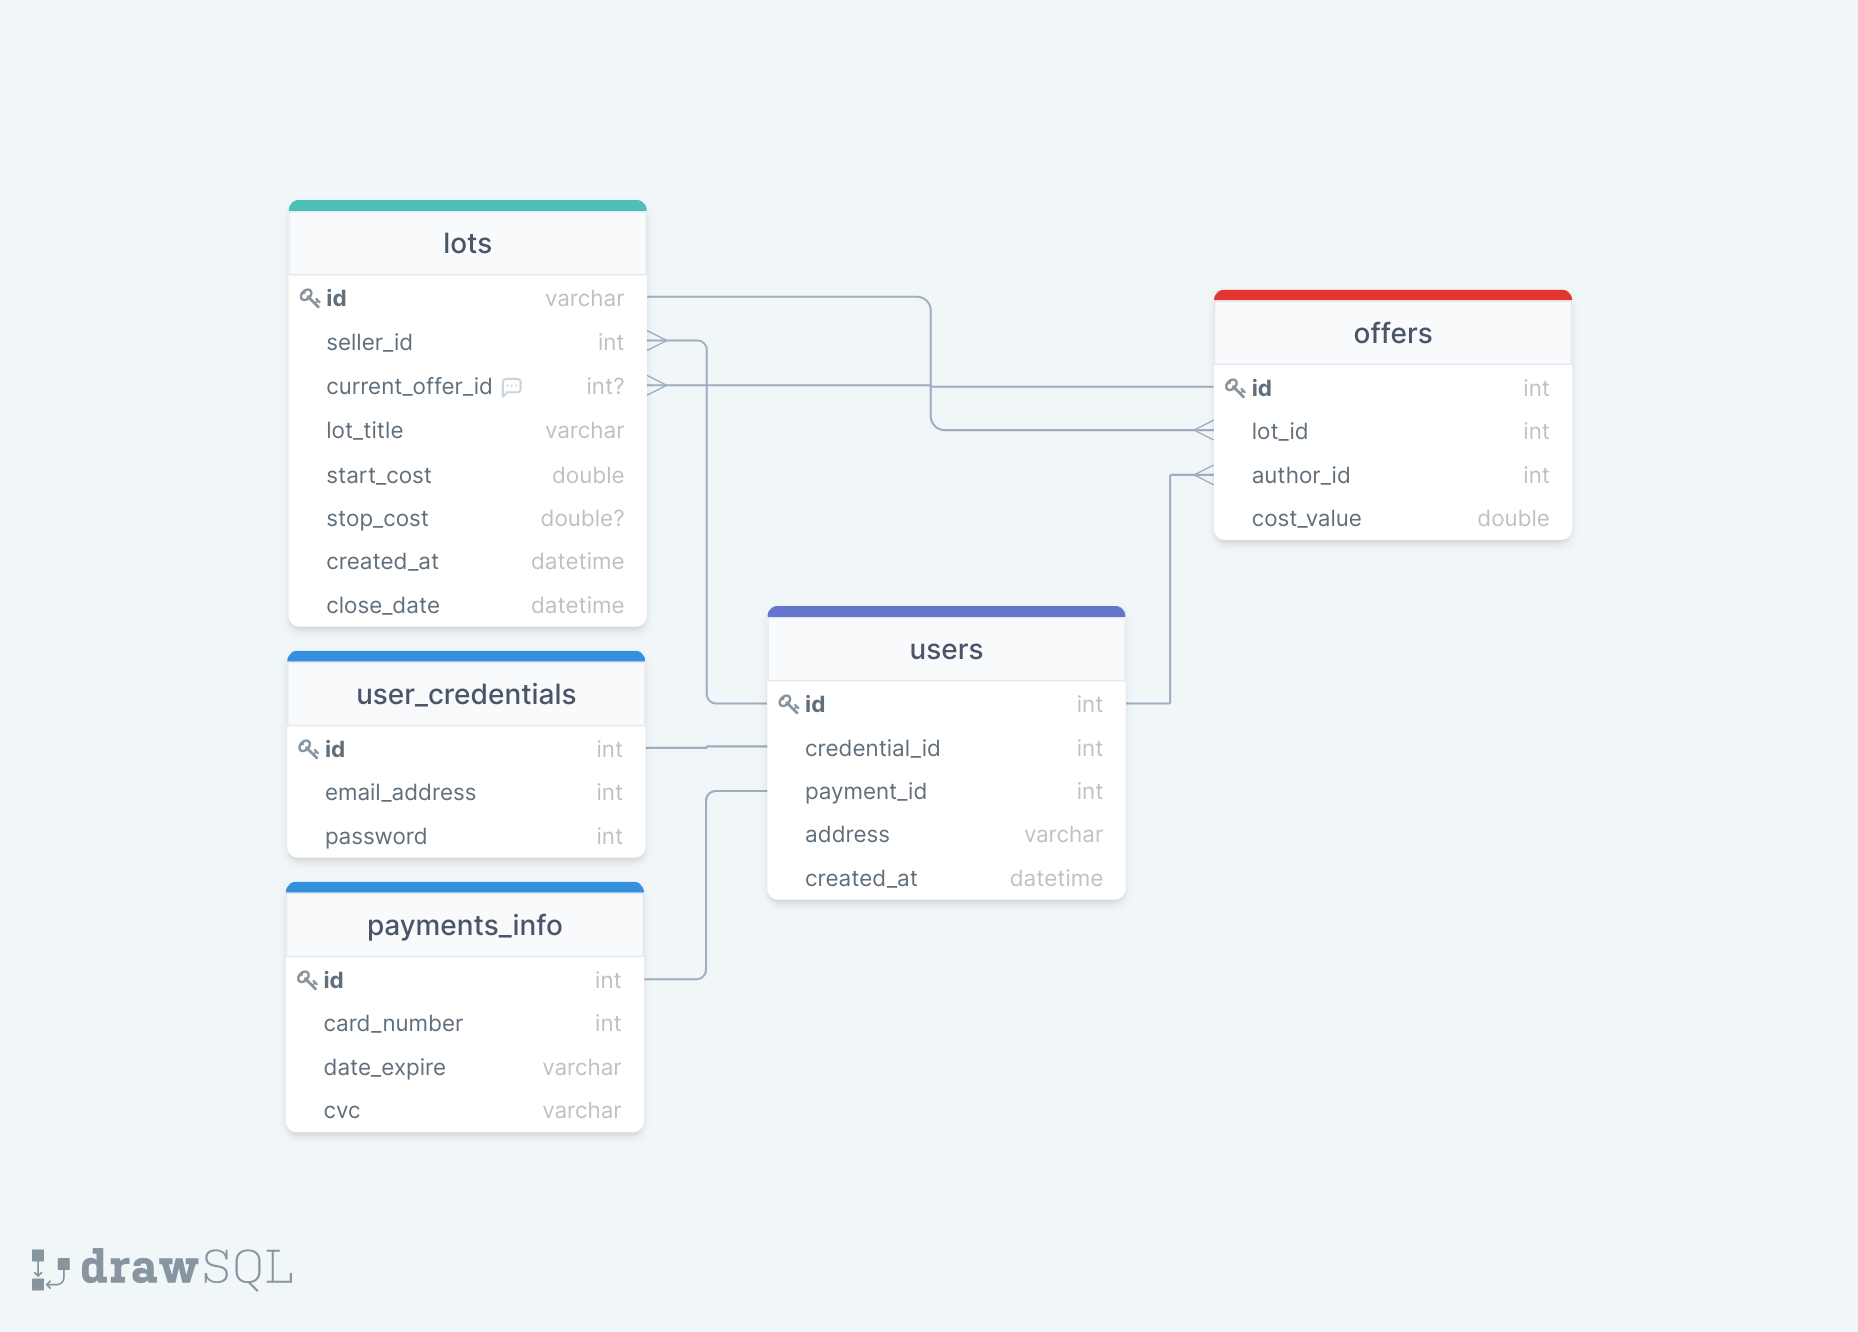 lots
id varchar
seller_id int
current_offer_id int?
lot_title varchar
start_cost double
stop_cost double?
created_at datetime
close_date datetime
offers
id int
lot_id int
author_id int
cost_value double
users
id int
credential_id int
payment_id int
address varchar
created_at datetime
user_credentials
id int
email_address int
password int
payments_info
id int
card_number int
date_expire varchar
cvc varchar
drawSQL